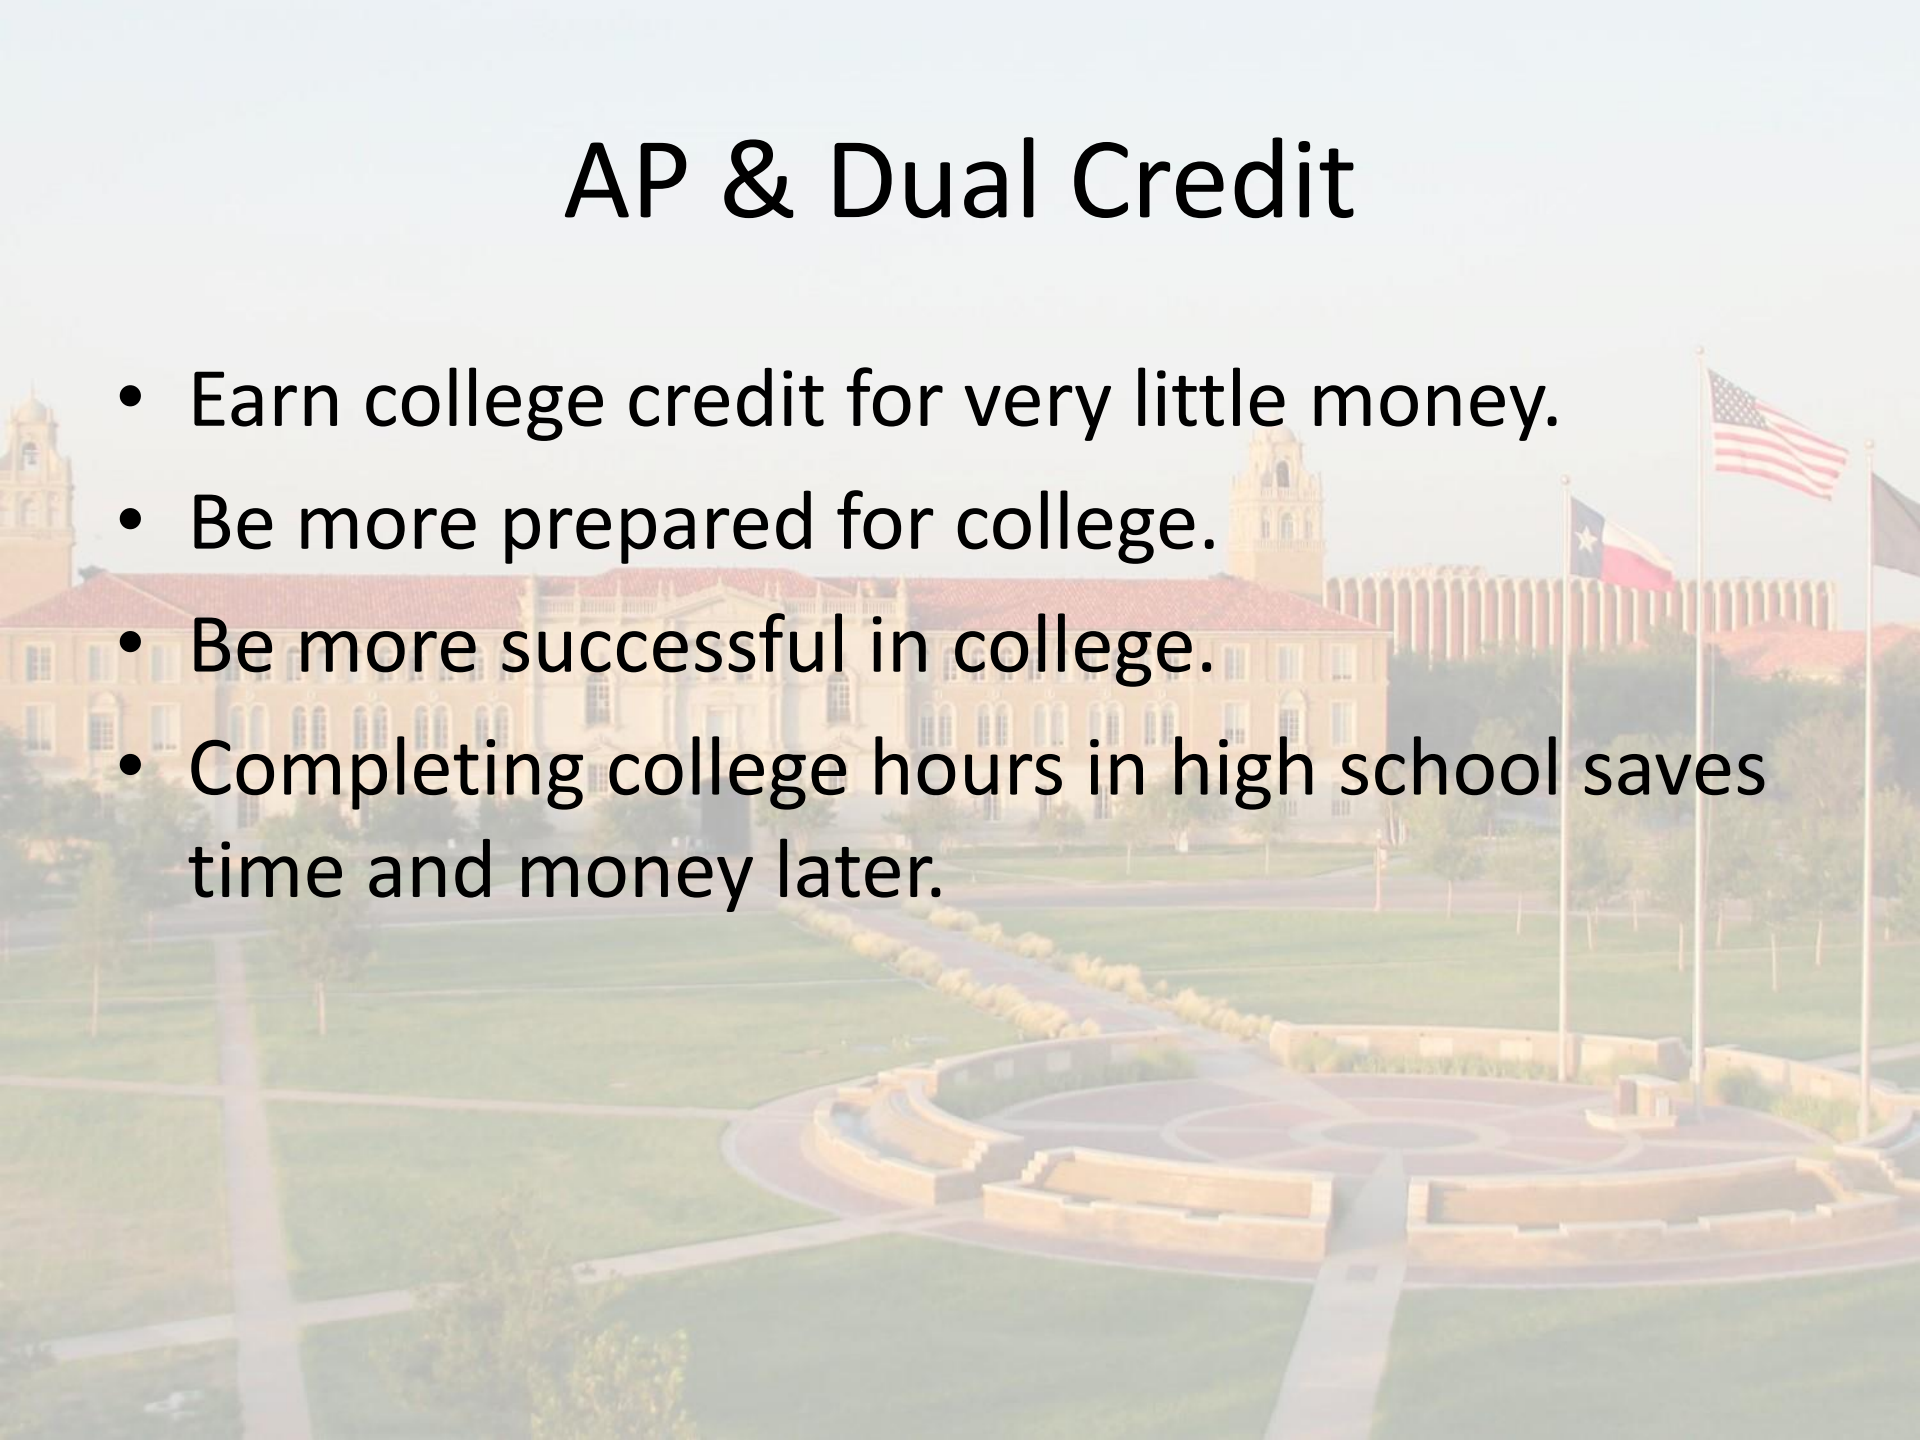 AP & Dual Credit
• Earn college credit for very little money.
• Be more prepared for college.
• Be more successful in college.
• Completing college hours in high school saves
time and money later.